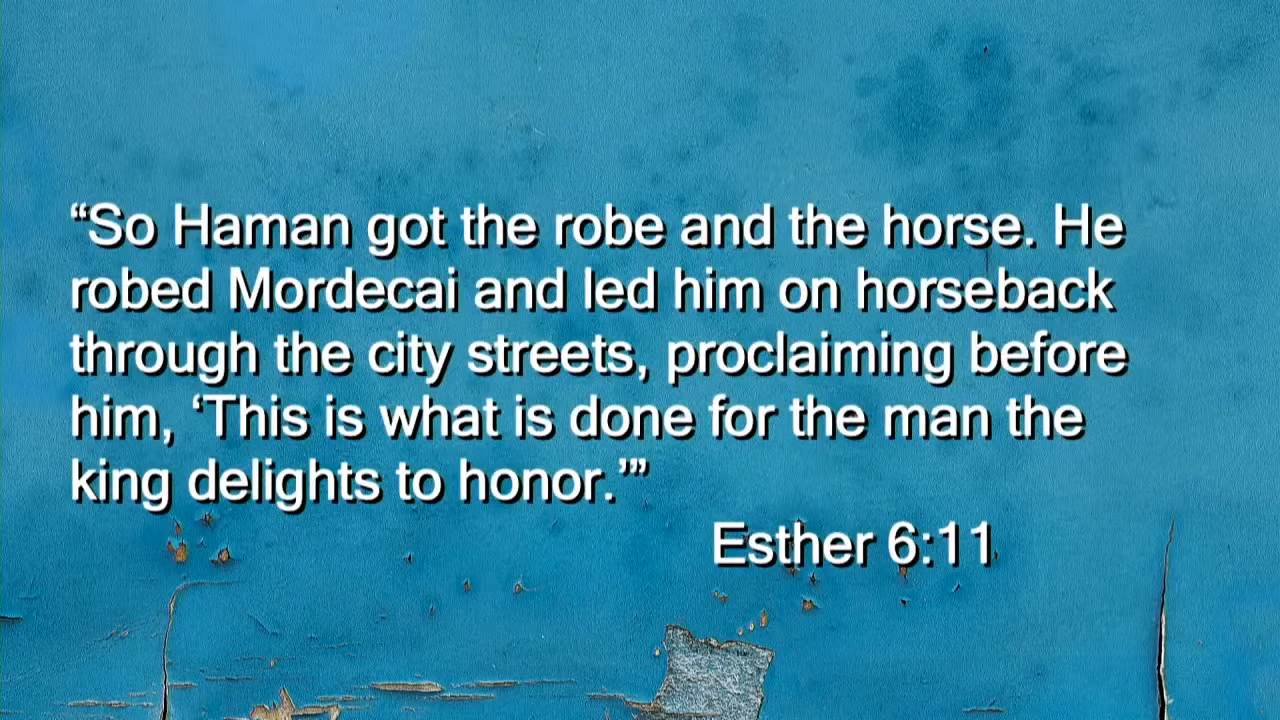 “So Haman got the robe and the horse. He
robed Mordecai and led him on horseback
through the city streets, proclaiming before
him, ‘This is what is done for the man the
king delights to honor.’”
Esther 6:11